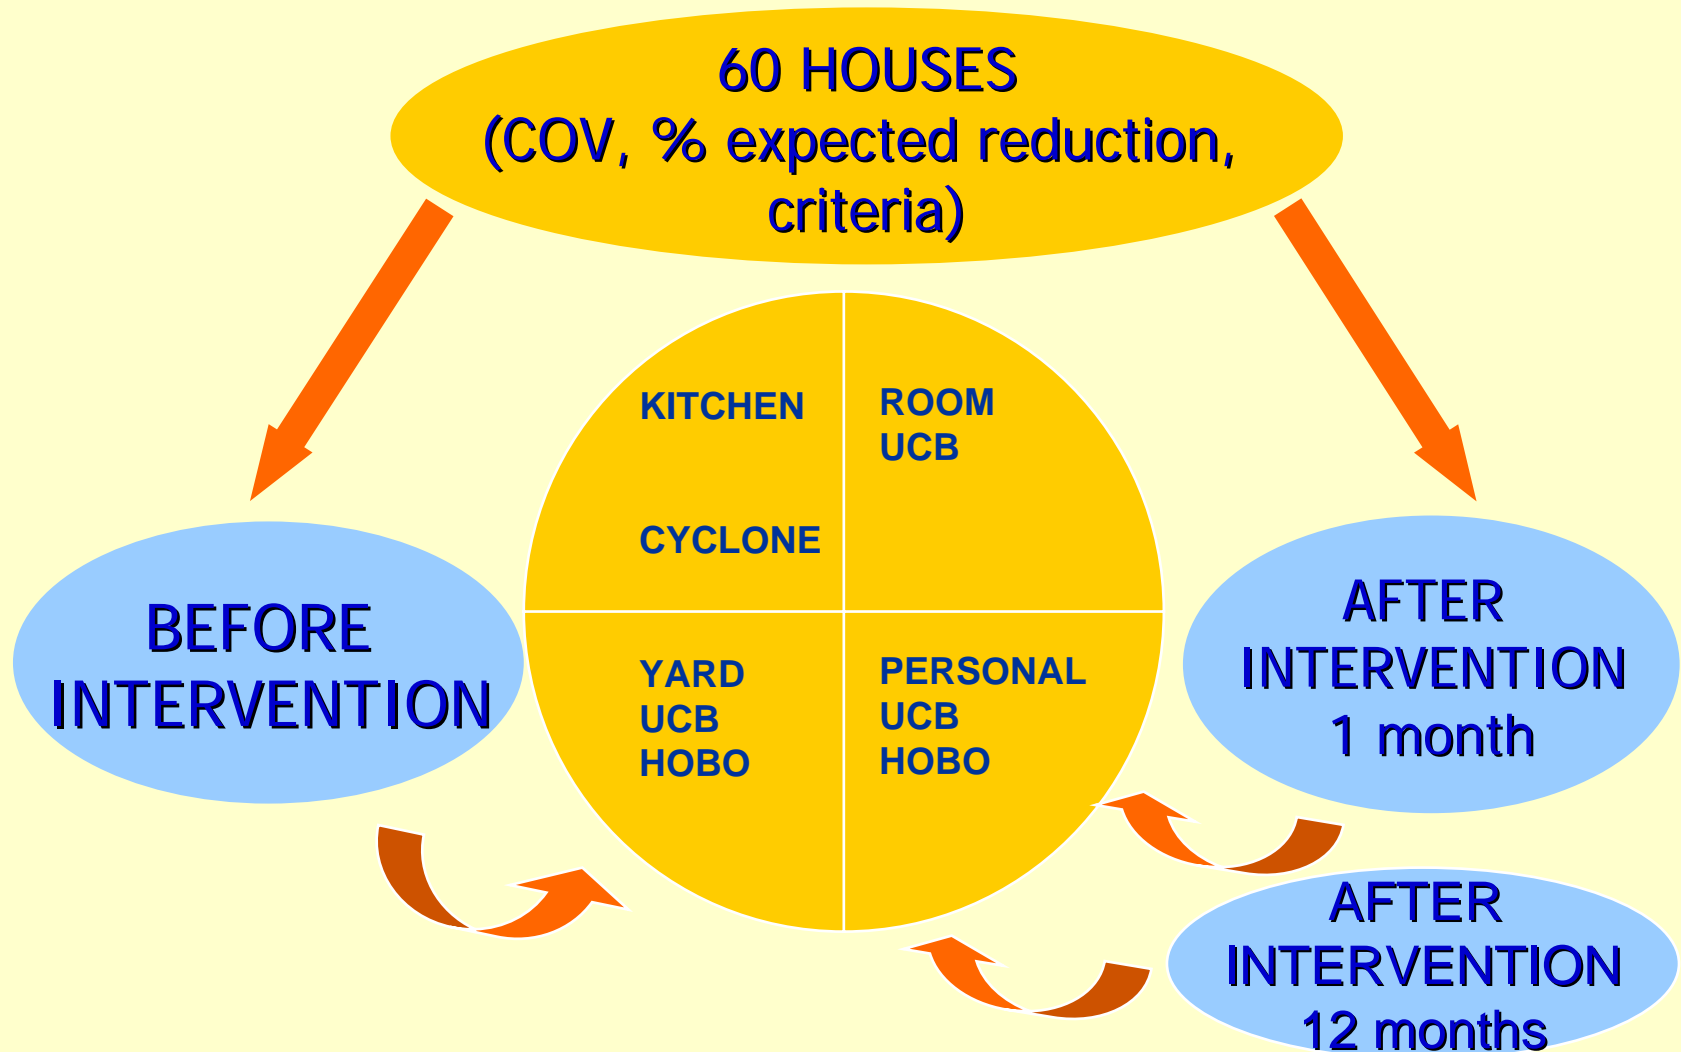 60 HOUSES
(COV, % expected reduction,
criteria)
KITCHEN
CYCLONE
ROOM
UCB
YARD
UCB
HOBO
PERSONAL
UCB
HOBO
BEFORE
INTERVENTION
AFTER
INTERVENTION
1 month
AFTER
INTERVENTION
12 months